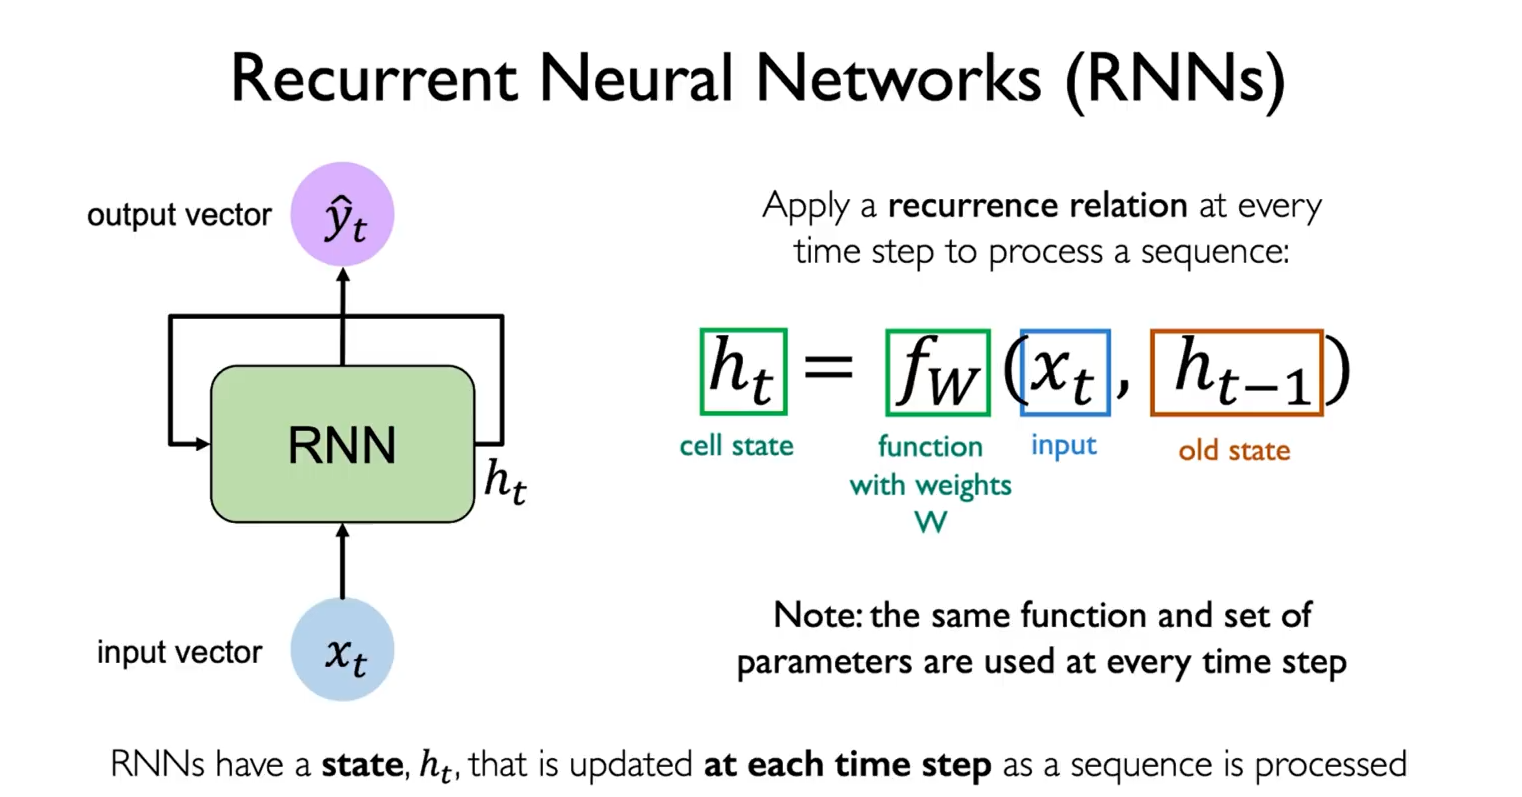 Recurrent Neural Networks (RNNs)
output vector
ŷₜ
RNN
hₜ
input vector
xₜ
Apply a recurrence relation at every
time step to process a sequence:
hₜ = f_W (xₜ, hₜ₋₁)
cell state
function
with weights
W
input
old state
Note: the same function and set of
parameters are used at every time step
RNNs have a state, hₜ, that is updated at each time step as a sequence is processed